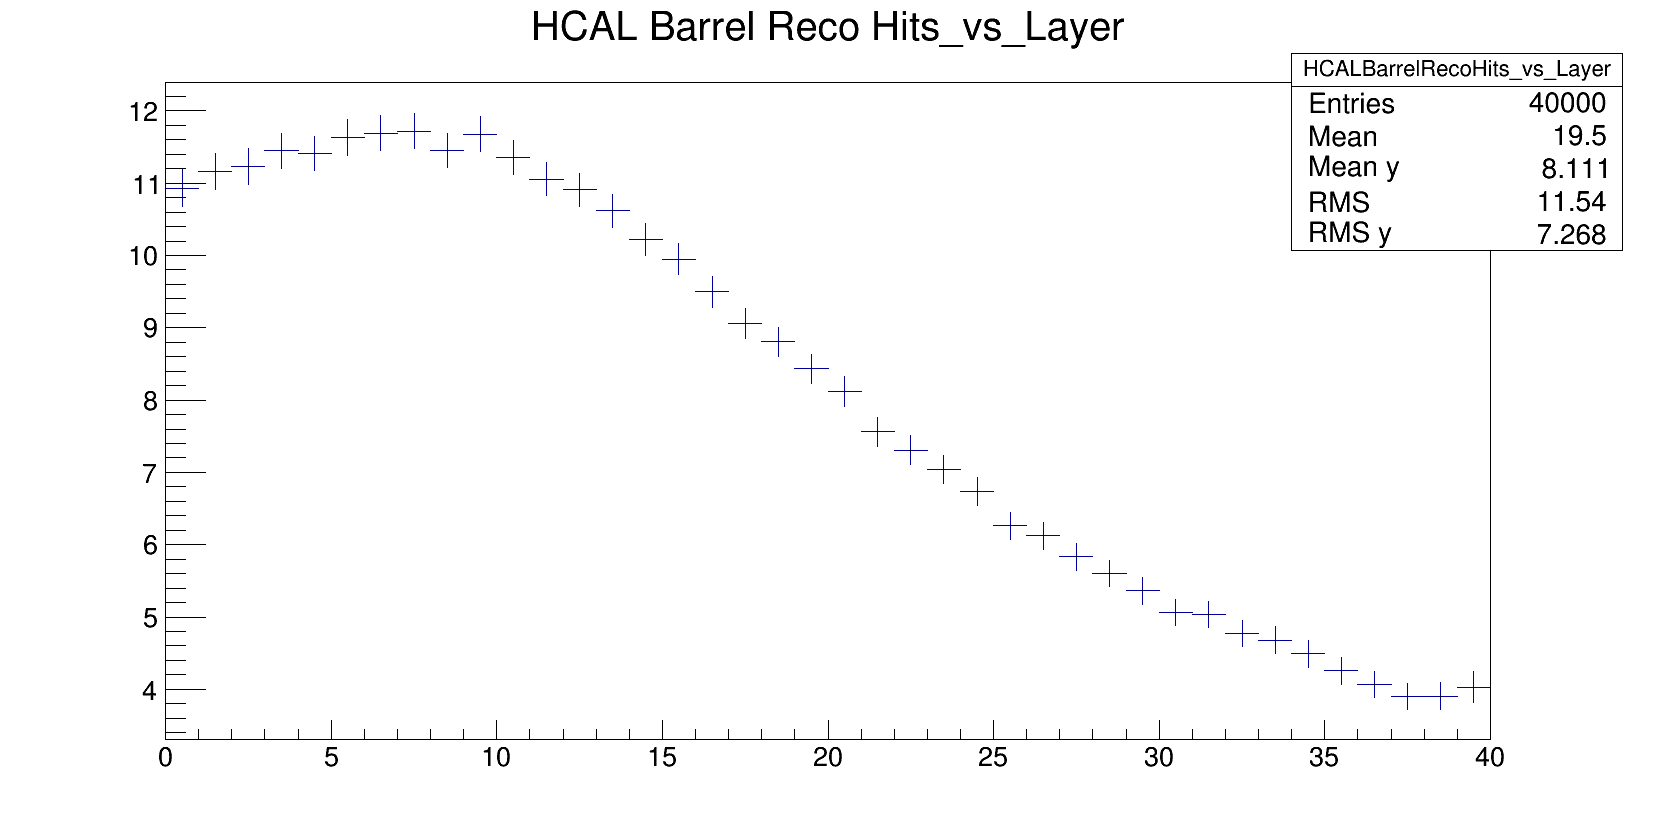 HCAL Barrel Reco Hits_vs_Layer
HCALBarrelRecoHits_vs_Layer
Entries 40000
Mean 19.5
Mean y 8.111
RMS 11.54
RMS y 7.268
12
11
10
9
8
7
6
5
4
0 5 10 15 20 25 30 35 40